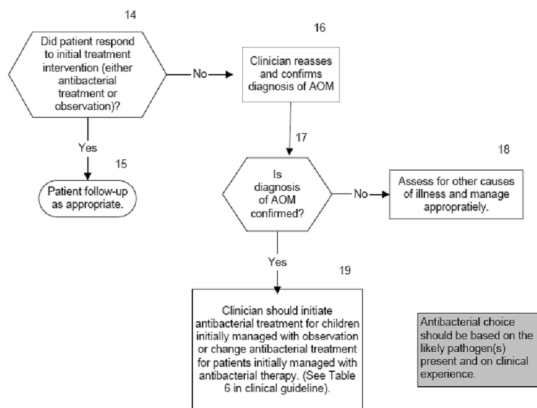 14
Did patient respond
to initial treatment
intervention (either
antibacterial
treatment or
observation)?
No
16
Clinician reasses
and confirms
diagnosis of AOM
Yes
15
Patient follow-up
as appropriate.
17
Is
diagnosis
of AOM
confirmed?
No
18
Assess for other causes
of illness and manage
appropriately.
Yes
19
Clinician should initiate
antibacterial treatment for children
initially managed with observation
or change antibacterial treatment
for patients initially managed with
antibacterial therapy. (See Table
6 in clinical guideline).
Antibacterial choice
should be based on the
likely pathogen(s)
present and on clinical
experience.